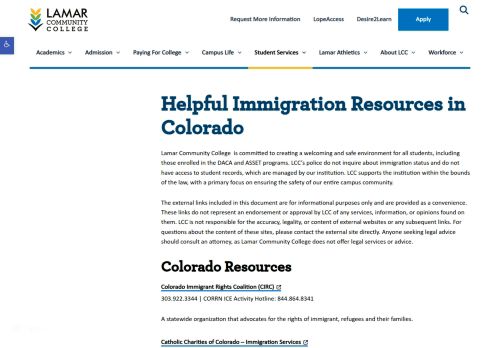 LAMAR
COMMUNITY
COLLEGE
Request More Information LopeAccess Desire2Learn Apply
Academics Admission Paying For College Campus Life Student Services Lamar Athletics About LCC Workforce
Helpful Immigration Resources in
Colorado
Lamar Community College is committed to creating a welcoming and safe environment for all students, including
those enrolled in the DACA and ASSET programs. LCC's police do not inquire about immigration status and do not
have access to student records, which are managed by our institution. LCC supports the institution within the bounds
of the law, with a primary focus on ensuring the safety of our entire campus community.
The external links included in this document are for informational purposes only and are provided as a convenience.
These links do not represent an endorsement or approval by LCC of any services, information, or opinions found on
them. LCC is not responsible for the accuracy, legality, or content of external websites or any subsequent links. For
questions about the content of these sites, please contact the external site directly. Anyone seeking legal advice
should consult an attorney, as Lamar Community College does not offer legal services or advice.
Colorado Resources
Colorado Immigrant Rights Coalition (CIRC)
303.922.3344 | CORRN ICE Activity Hotline: 844.864.8341
A statewide organization that advocates for the rights of immigrant, refugees and their families.
Catholic Charities of Colorado – Immigration Services